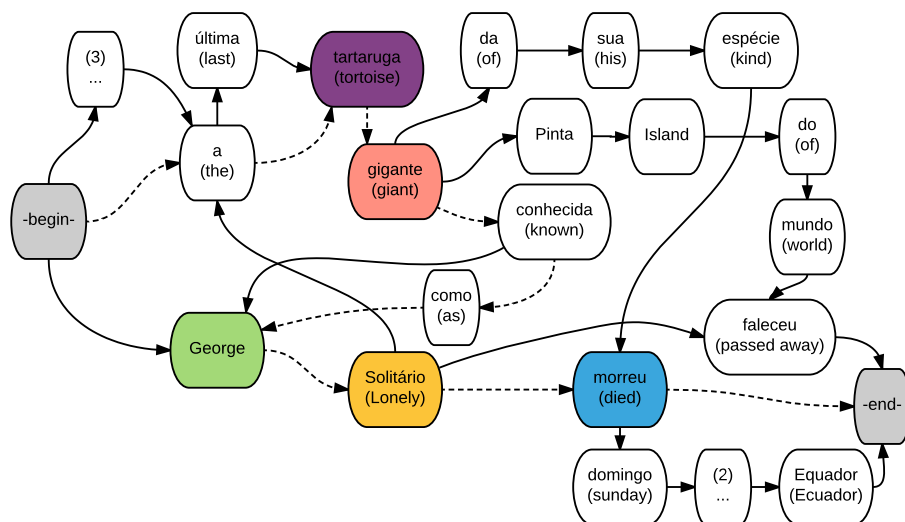 (3)
...
última
(last)
tartaruga
(tortoise)
da
(of)
sua
(his)
espécie
(kind)
a
(the)
gigante
(giant)
Pinta
Island
do
(of)
-begin-
conhecida
(known)
mundo
(world)
como
(as)
George
Solitário
(Lonely)
morreu
(died)
faleceu
(passed away)
-end-
domingo
(sunday)
(2)
...
Equador
(Ecuador)